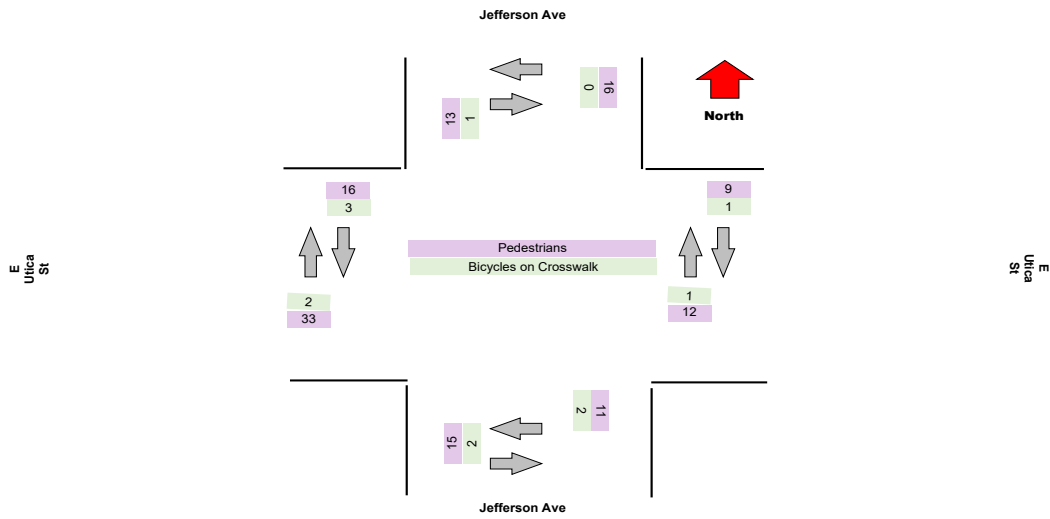 Jefferson Ave
0
16
13
1
North
16
3
9
1
Pedestrians
Bicycles on Crosswalk
E
Utica
St
E
Utica
St
2
33
1
12
2
11
15
2
Jefferson Ave